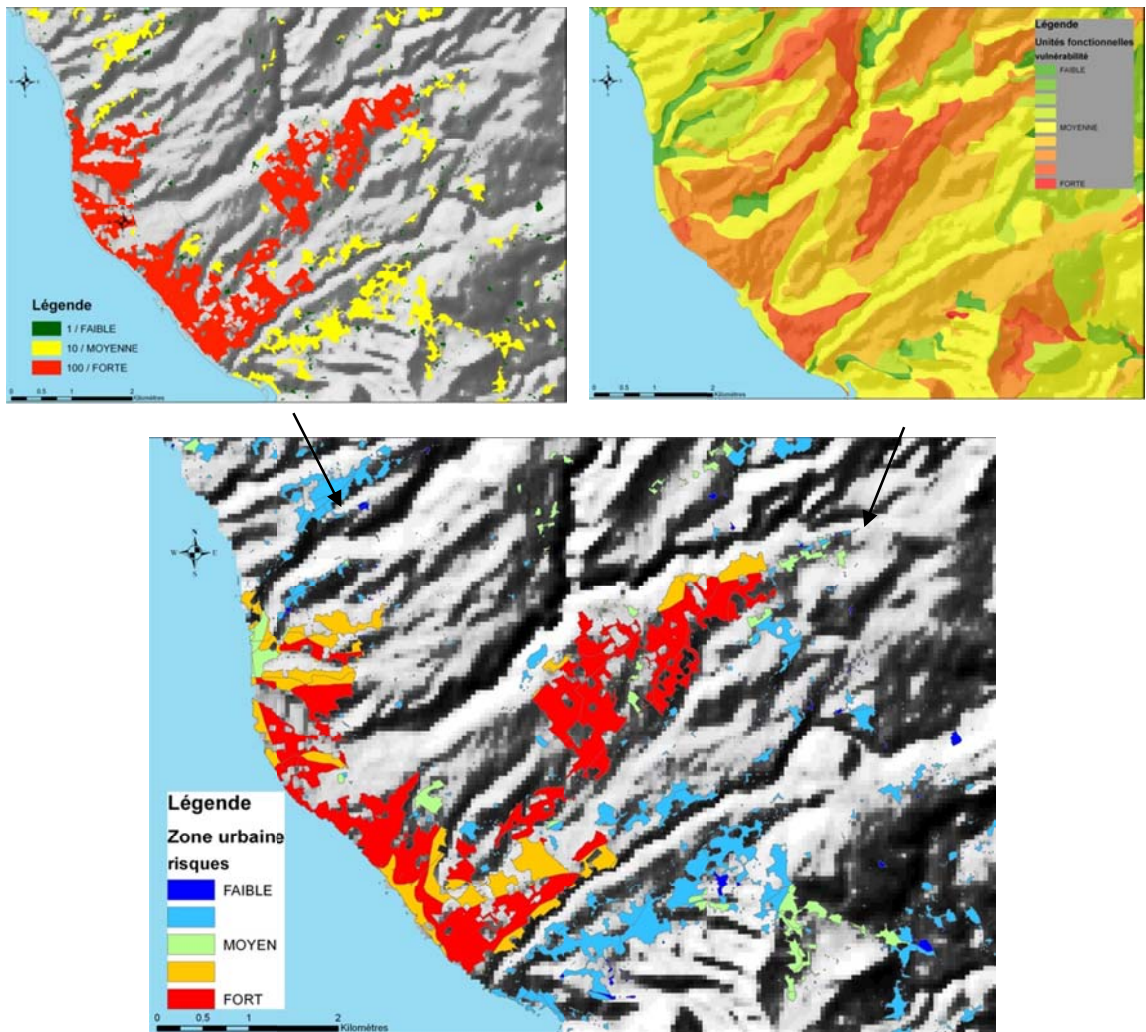 Légende
1 / FAIBLE
10 / MOYENNE
100 / FORTE
0 0.5 1 2
Kilomètres
Légende
Unités fonctionnelles
vulnérabilité
FAIBLE
MOYENNE
FORTE
0 0.5 1 2
Kilomètres
N
W E
S
Légende
Zone urbaine
risques
FAIBLE
MOYEN
FORT
0 0.5 1 2
Kilomètres